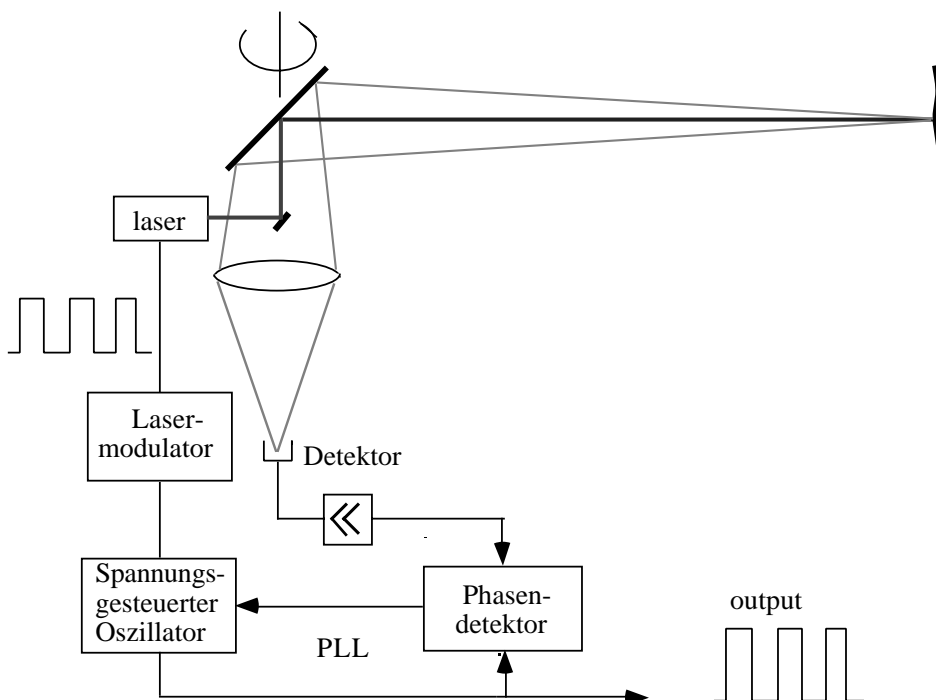 laser
Laser-
modulator
Detektor
Spannungs-
gesteuerter
Oszillator
Phasen-
detektor
PLL
output